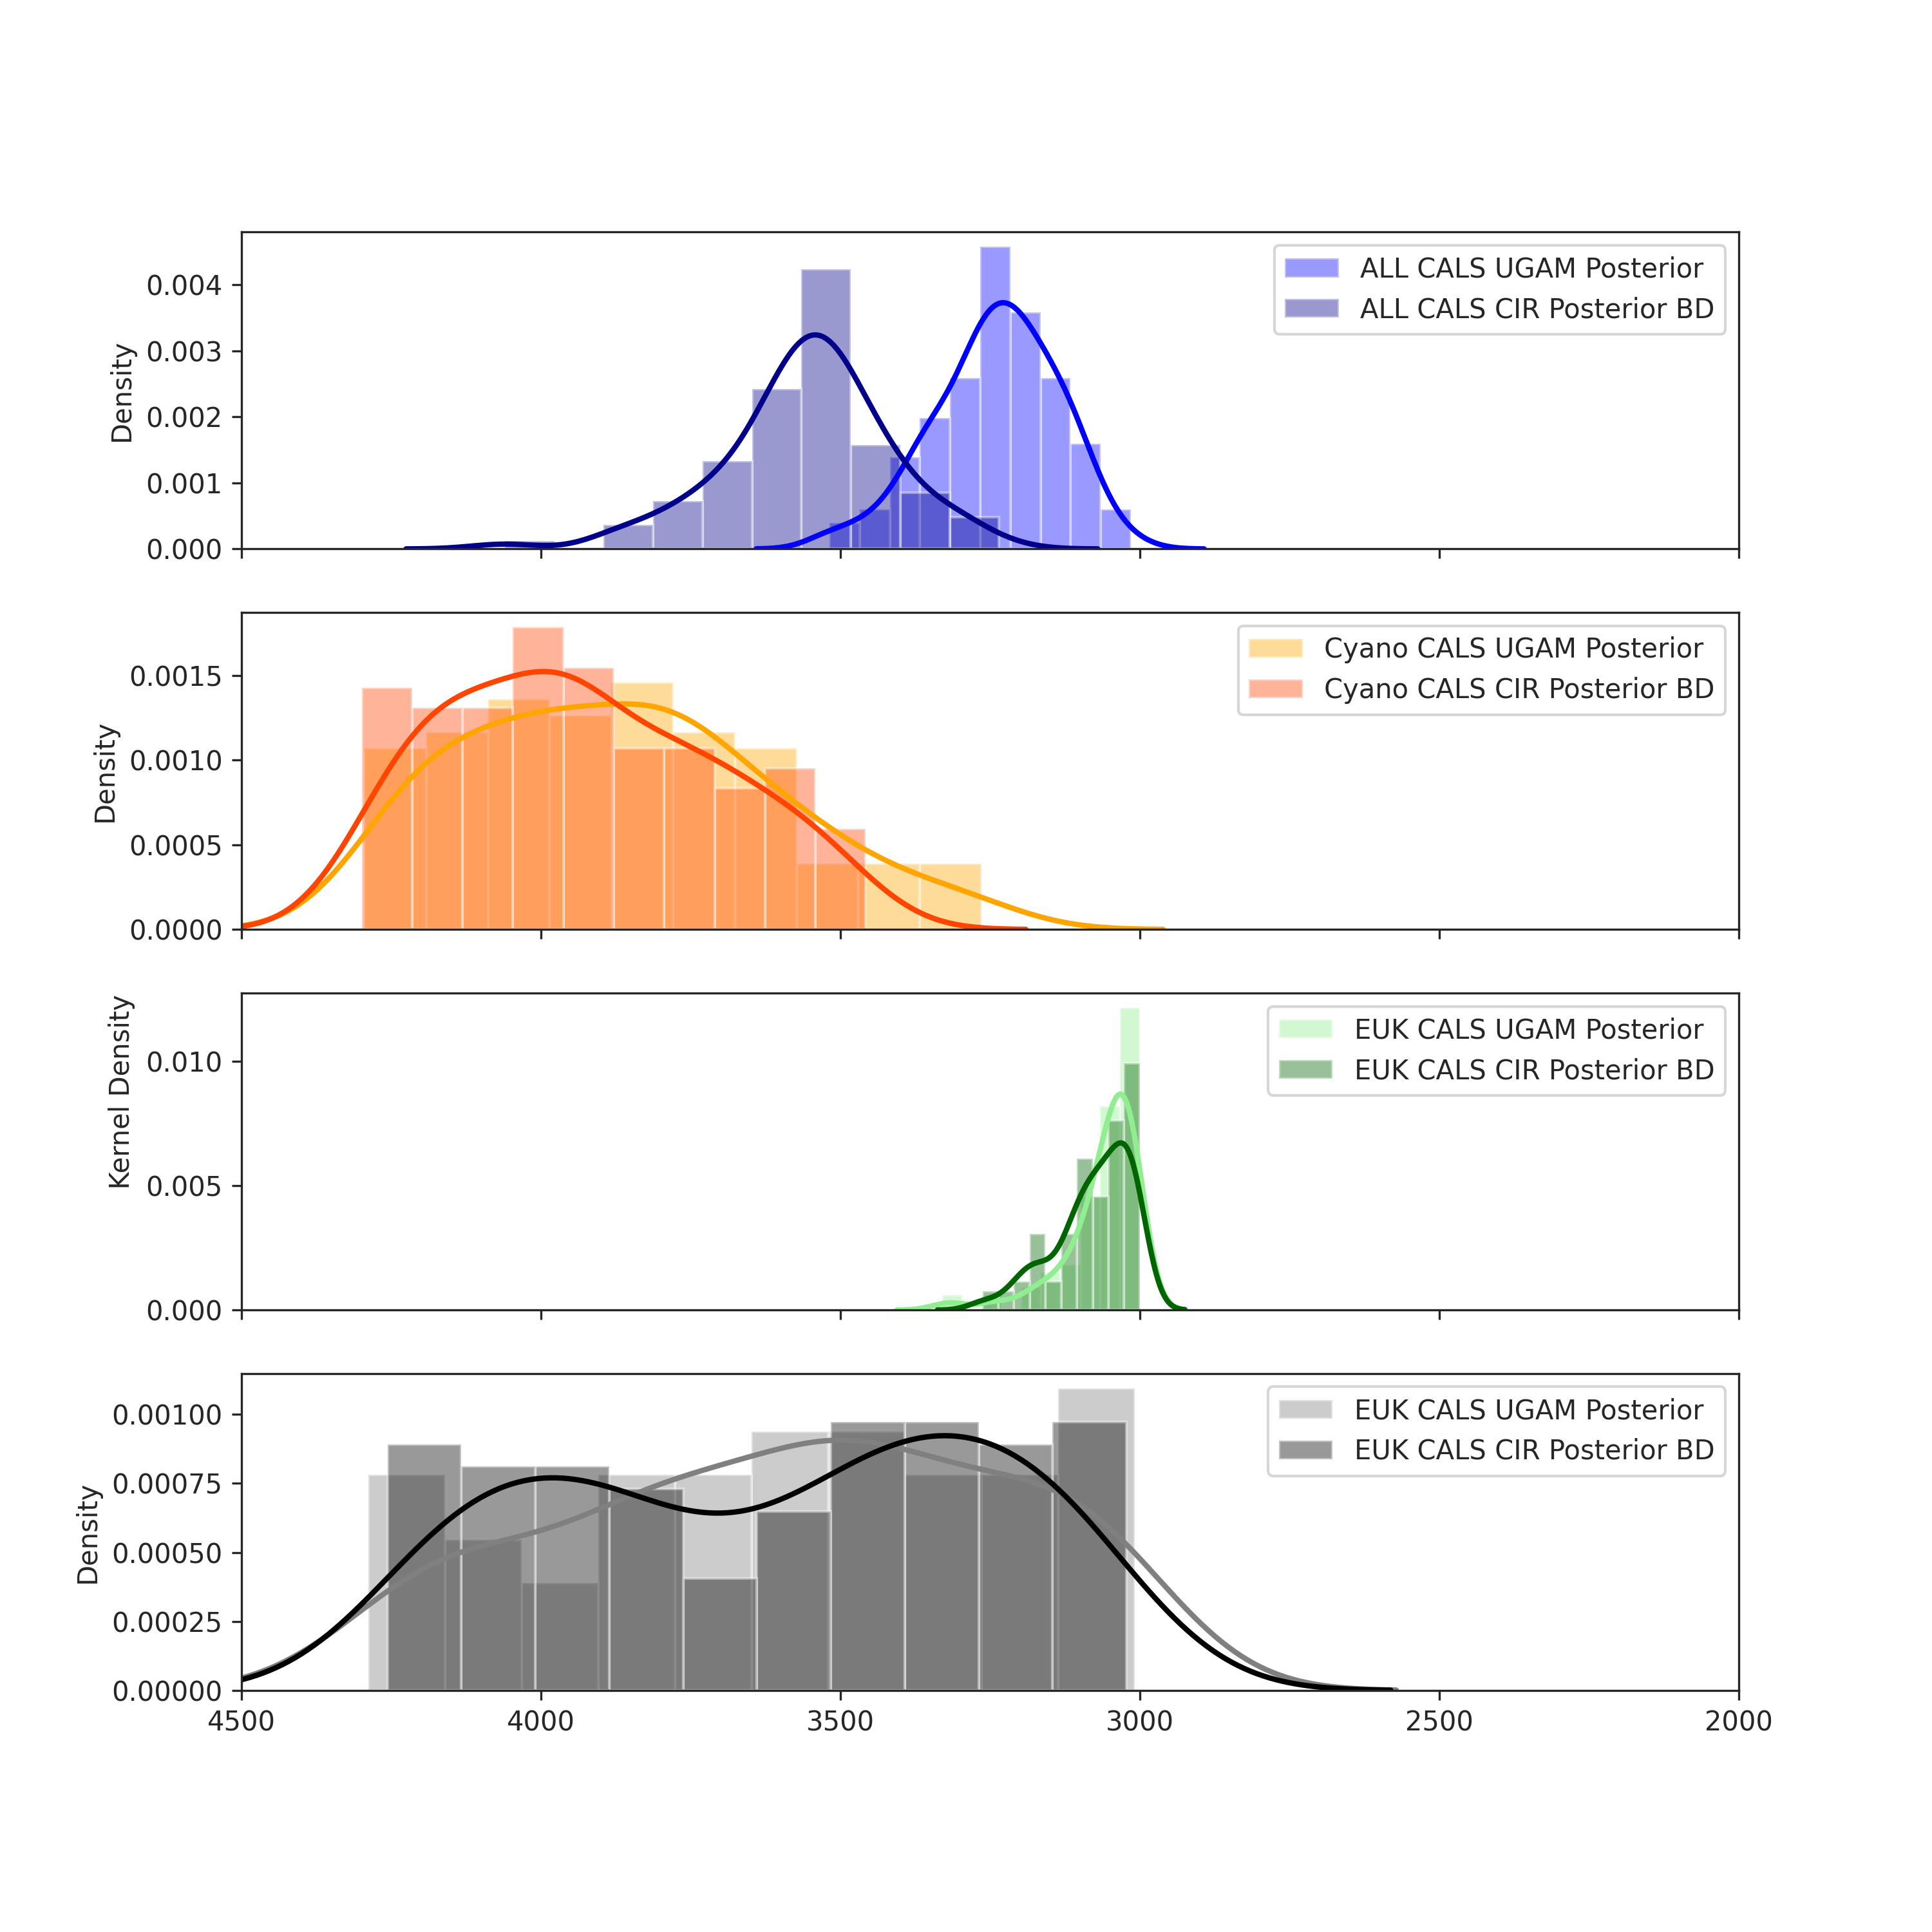 Density
0.004
0.003
0.002
0.001
0.000
ALL CALS UGAM Posterior
ALL CALS CIR Posterior BD
Density
0.0015
0.0010
0.0005
0.0000
Cyano CALS UGAM Posterior
Cyano CALS CIR Posterior BD
Kernel Density
0.010
0.005
0.000
EUK CALS UGAM Posterior
EUK CALS CIR Posterior BD
Density
0.00100
0.00075
0.00050
0.00025
0.00000
EUK CALS UGAM Posterior
EUK CALS CIR Posterior BD
4500 4000 3500 3000 2500 2000